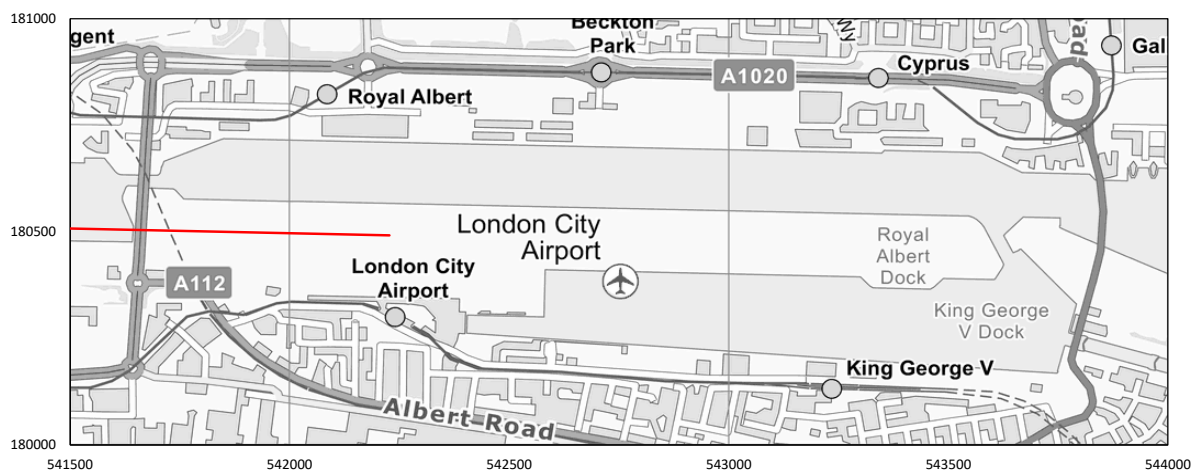 181000
Beckton
Park
gent
Gal
Cyprus
A1020
Royal Albert
180500
London City
Airport
Royal
Albert
Dock
London City
Airport
A112
King George
V Dock
King George V
Albert Road
180000
541500
542000
542500
543000
543500
544000